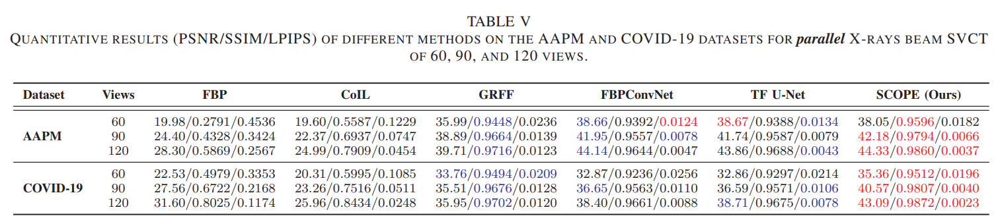 TABLE V
QUANTITATIVE RESULTS (PSNR/SSIM/LPIPS) OF DIFFERENT METHODS ON THE AAPM AND COVID-19 DATASETS FOR parallel X-RAYS BEAM SVCT
OF 60, 90, AND 120 VIEWS.
Dataset Views FBP CoIL GRFF FBPConvNet TF U-Net SCOPE (Ours)
60 19.98/0.2791/0.4536 19.60/0.5587/0.1229 35.99/0.9448/0.0236 38.66/0.9392/0.0124 38.67/0.9388/0.0134 38.05/0.9596/0.0182
AAPM 90 24.40/0.4328/0.3424 22.37/0.6937/0.0747 38.89/0.9664/0.0139 41.95/0.9557/0.0078 41.74/0.9587/0.0079 42.18/0.9794/0.0066
120 28.30/0.5869/0.2567 24.99/0.7909/0.0454 39.71/0.9716/0.0123 44.14/0.9644/0.0047 43.86/0.9688/0.0043 44.33/0.9860/0.0037
60 22.53/0.4979/0.3353 20.31/0.5995/0.1085 33.76/0.9494/0.0209 32.87/0.9236/0.0256 32.86/0.9297/0.0214 35.36/0.9512/0.0196
COVID-19 90 27.56/0.6722/0.2168 23.26/0.7516/0.0511 35.51/0.9676/0.0128 36.65/0.9563/0.0110 36.59/0.9571/0.0106 40.57/0.9807/0.0040
120 31.60/0.8025/0.1174 25.96/0.8434/0.0248 35.95/0.9702/0.0120 38.40/0.9661/0.0088 38.71/0.9675/0.0078 43.09/0.9872/0.0023